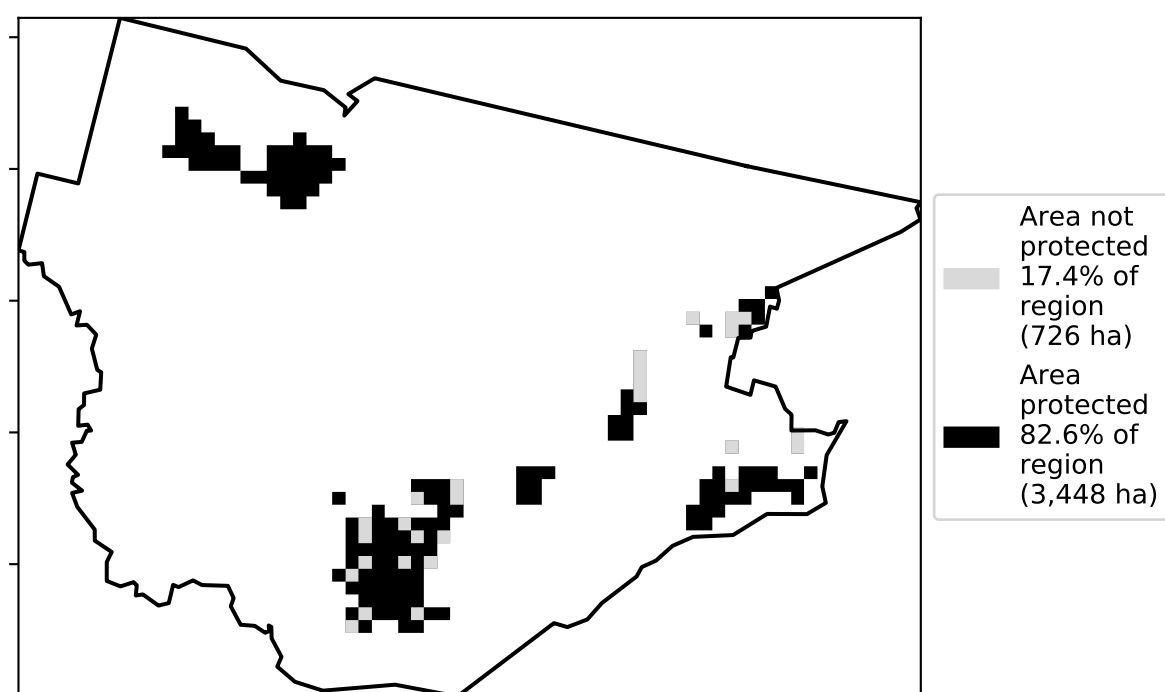 Area not
protected
17.4% of
region
(726 ha)
Area
protected
82.6% of
region
(3,448 ha)